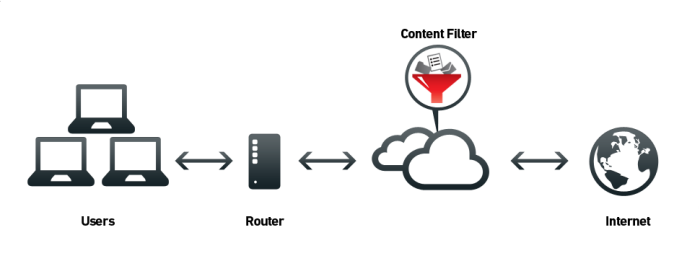 Content Filter
Users
Router
Internet